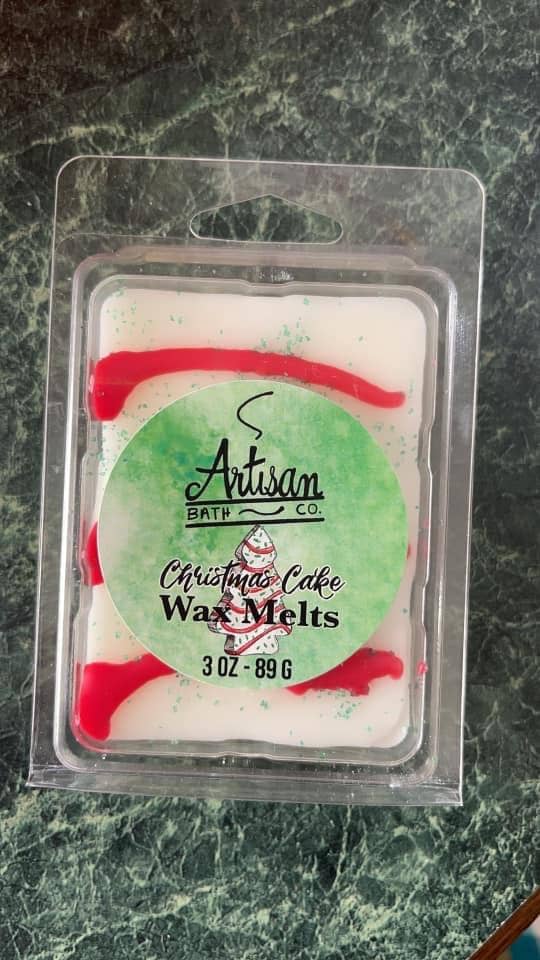 Artisan
BATH CO.
Christmas Cake
Wax Melts
3 OZ - 89 G